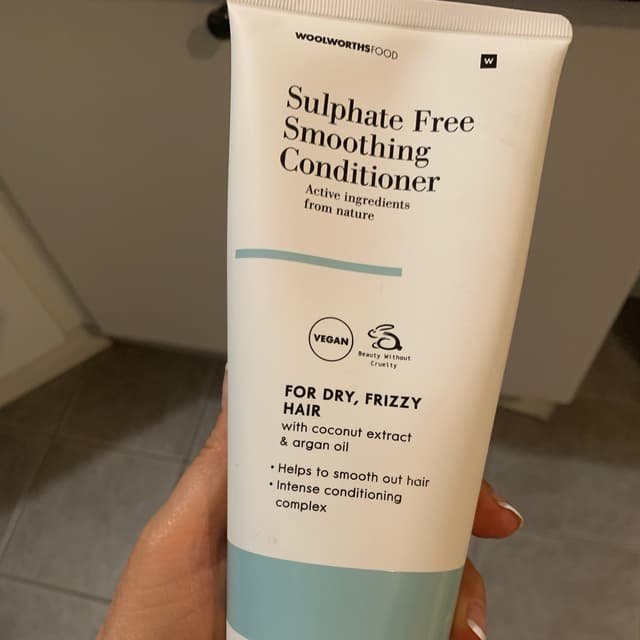 WOOLWORTHSFOOD
W
Sulphate Free
Smoothing
Conditioner
Active ingredients
from nature
VEGAN
Beauty Without
Cruelty
FOR DRY, FRIZZY
HAIR
with coconut extract
& argan oil
• Helps to smooth out hair
• Intense conditioning
complex